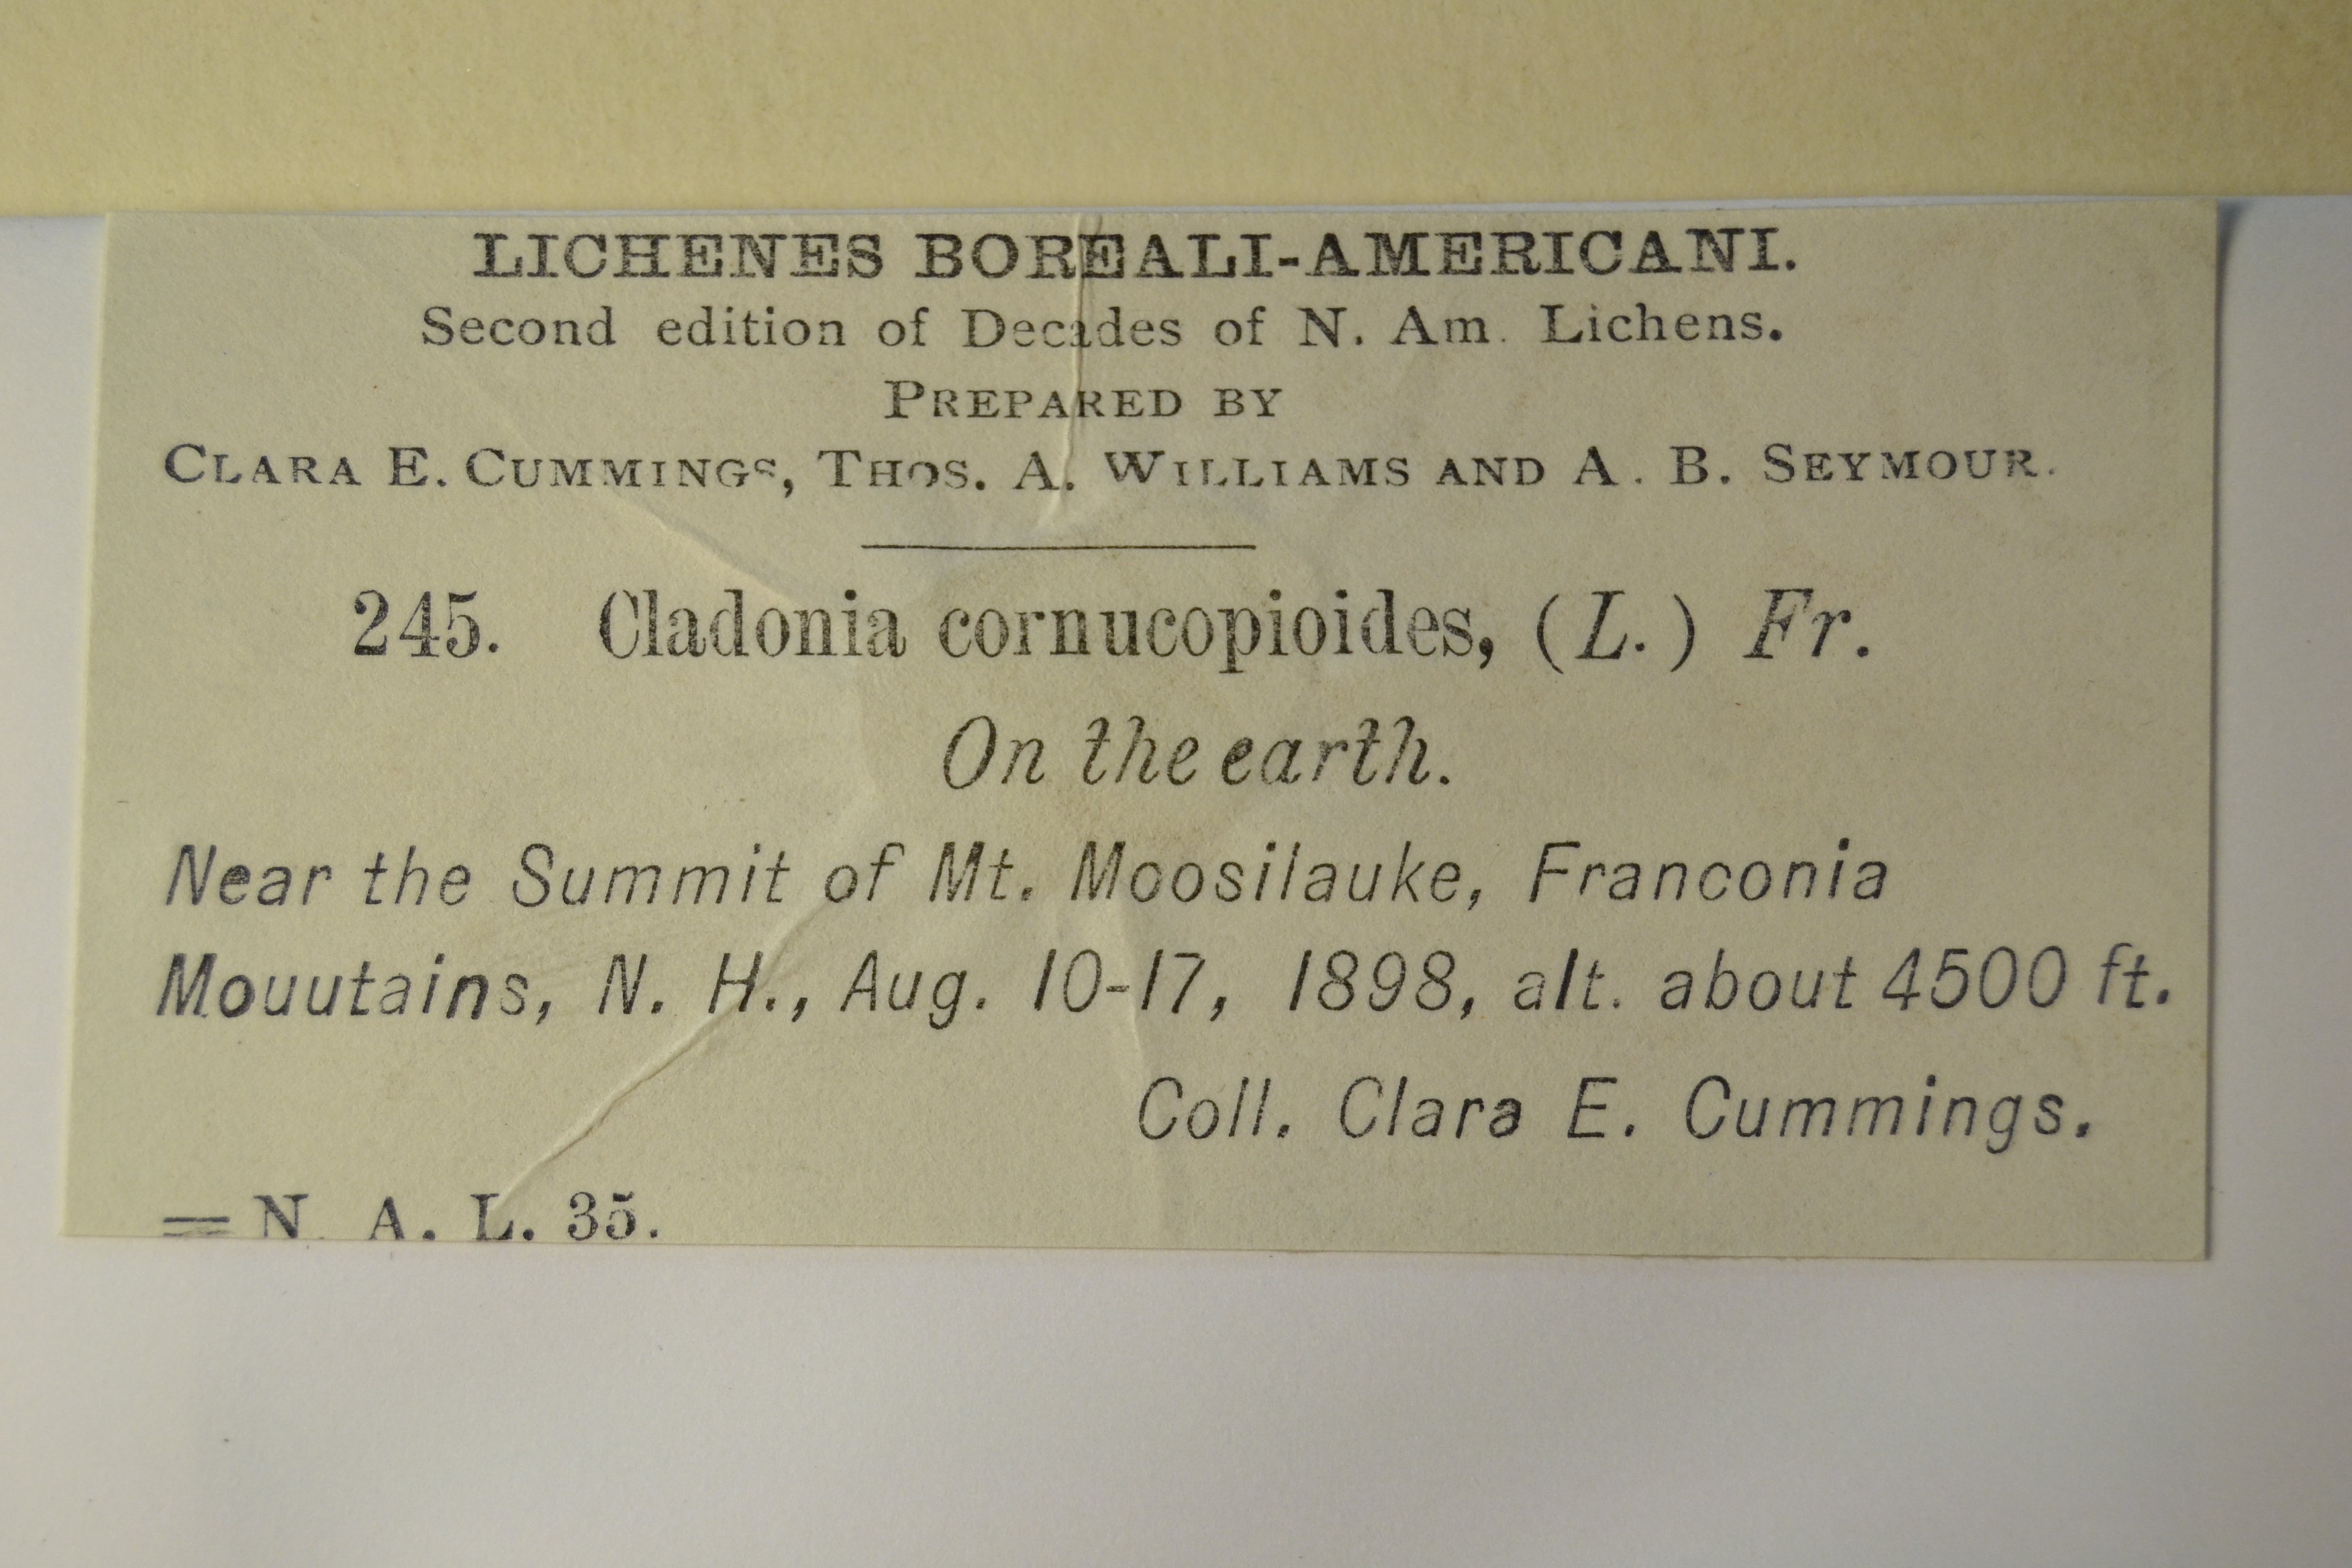 LICHENES BOREALI-AMERICANI.
Second edition of Decades of N. Am. Lichens.
PREPARED BY
CLARA E. CUMMINGS, THOS. A. WILLIAMS AND A. B. SEYMOUR.
245. Cladonia cornucopioides, (L.) Fr.
On the earth.
Near the Summit of Mt. Moosilauke, Franconia
Mouutains, N. H., Aug. 10-17, 1898, alt. about 4500 ft.
Coll. Clara E. Cummings.
= N. A. L. 35.